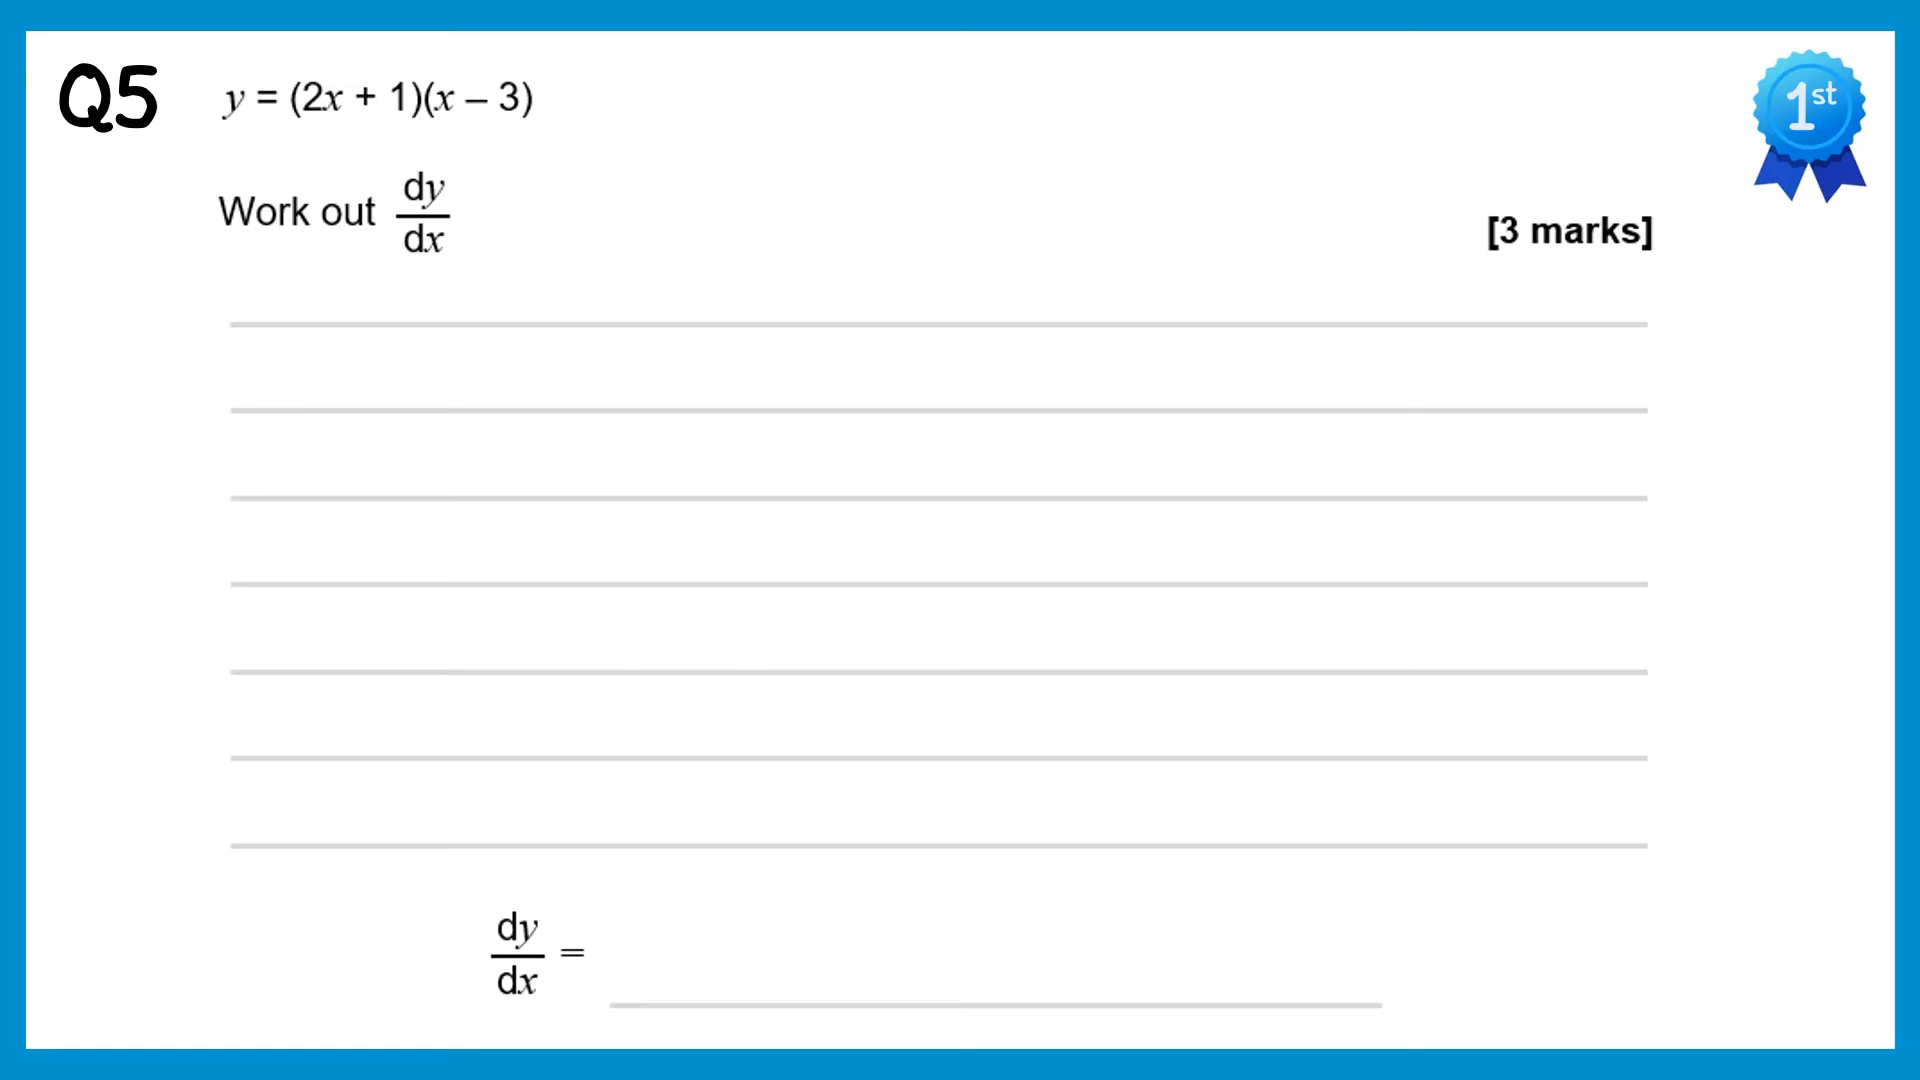 Q5 y = (2x + 1)(x – 3)
1st
Work out dy/dx
[3 marks]
dy/dx =